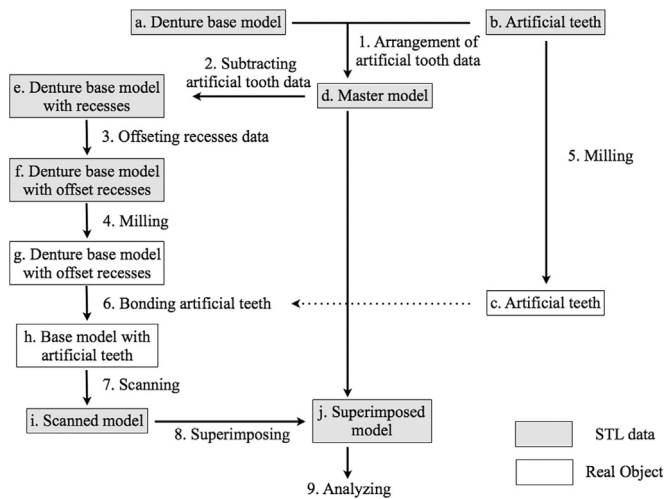 a. Denture base model
b. Artificial teeth
1. Arrangement of
artificial tooth data
2. Subtracting
artificial tooth data
d. Master model
e. Denture base model
with recesses
3. Offsetting recesses data
5. Milling
f. Denture base model
with offset recesses
4. Milling
g. Denture base model
with offset recesses
6. Bonding artificial teeth
c. Artificial teeth
h. Base model with
artificial teeth
7. Scanning
i. Scanned model
8. Superimposing
j. Superimposed
model
9. Analyzing
STL data
Real Object